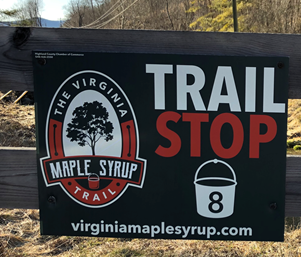 THE VIRGINIA
MAPLE SYRUP
TRAIL
TRAIL
STOP
8
virginiamaplesyrup.com